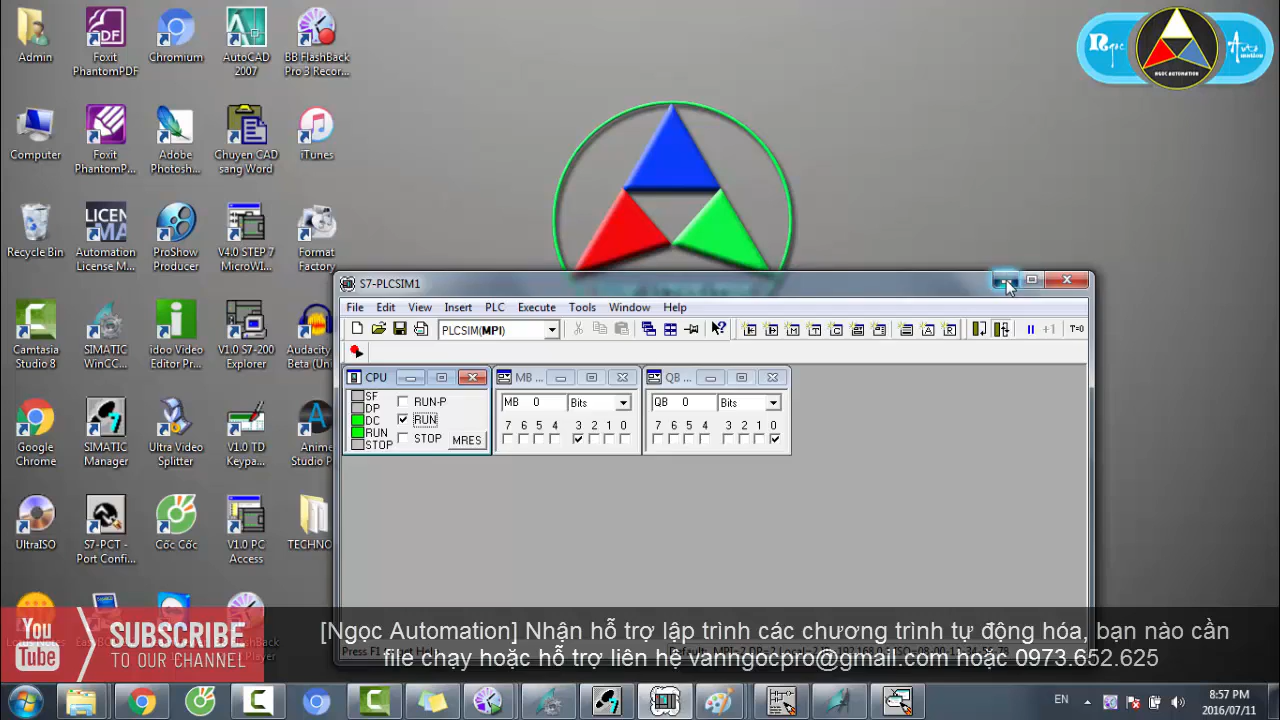 Admin
Foxit PhantomPDF
Chromium
AutoCAD 2007
BB FlashBack Pro 3 Recor...
Computer
Foxit PhantomP...
Adobe Photosh...
Chuyen CAD sang Word
iTunes
Recycle Bin
Automation License M...
ProShow Producer
V4.0 STEP 7 MicroWI...
Format Factory
Camtasia Studio 8
SIMATIC WinCC...
idoo Video Editor Pr...
V1.0 S7-200 Explorer
Audacity Beta (Uni
Google Chrome
SIMATIC Manager
Ultra Video Splitter
V1.0 TD Keypa...
Anime Studio P
UltraISO
S7-PCT - Port Confi...
Cốc Cốc
V1.0 PC Access
TECHNO
Ngọc Auto
NGOC AUTOMATION
S7-PLCSIM1
File Edit View Insert PLC Execute Tools Window Help
PLCSIM(MPI)
+1 T=0
CPU
SF
DP
DC
RUN
STOP
RUN-P
RUN
STOP
MRES
MB ...
MB 0 Bits
7 6 5 4 3 2 1 0
QB ...
QB 0 Bits
7 6 5 4 3 2 1 0
You Tube
SUBSCRIBE
TO OUR CHANNEL
[Ngọc Automation] Nhận hỗ trợ lập trình các chương trình tự động hóa, bạn nào cần
file chạy hoặc hỗ trợ liên hệ vanngocpro@gmail.com hoặc 0973.652.625
EN
8:57 PM
2016/07/11